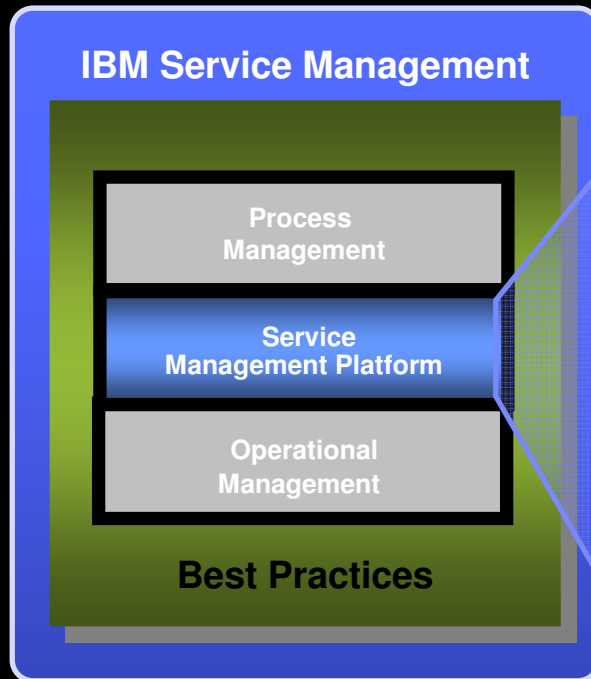 IBM Service Management
Process
Management
Service
Management Platform
Operational
Management
Best Practices